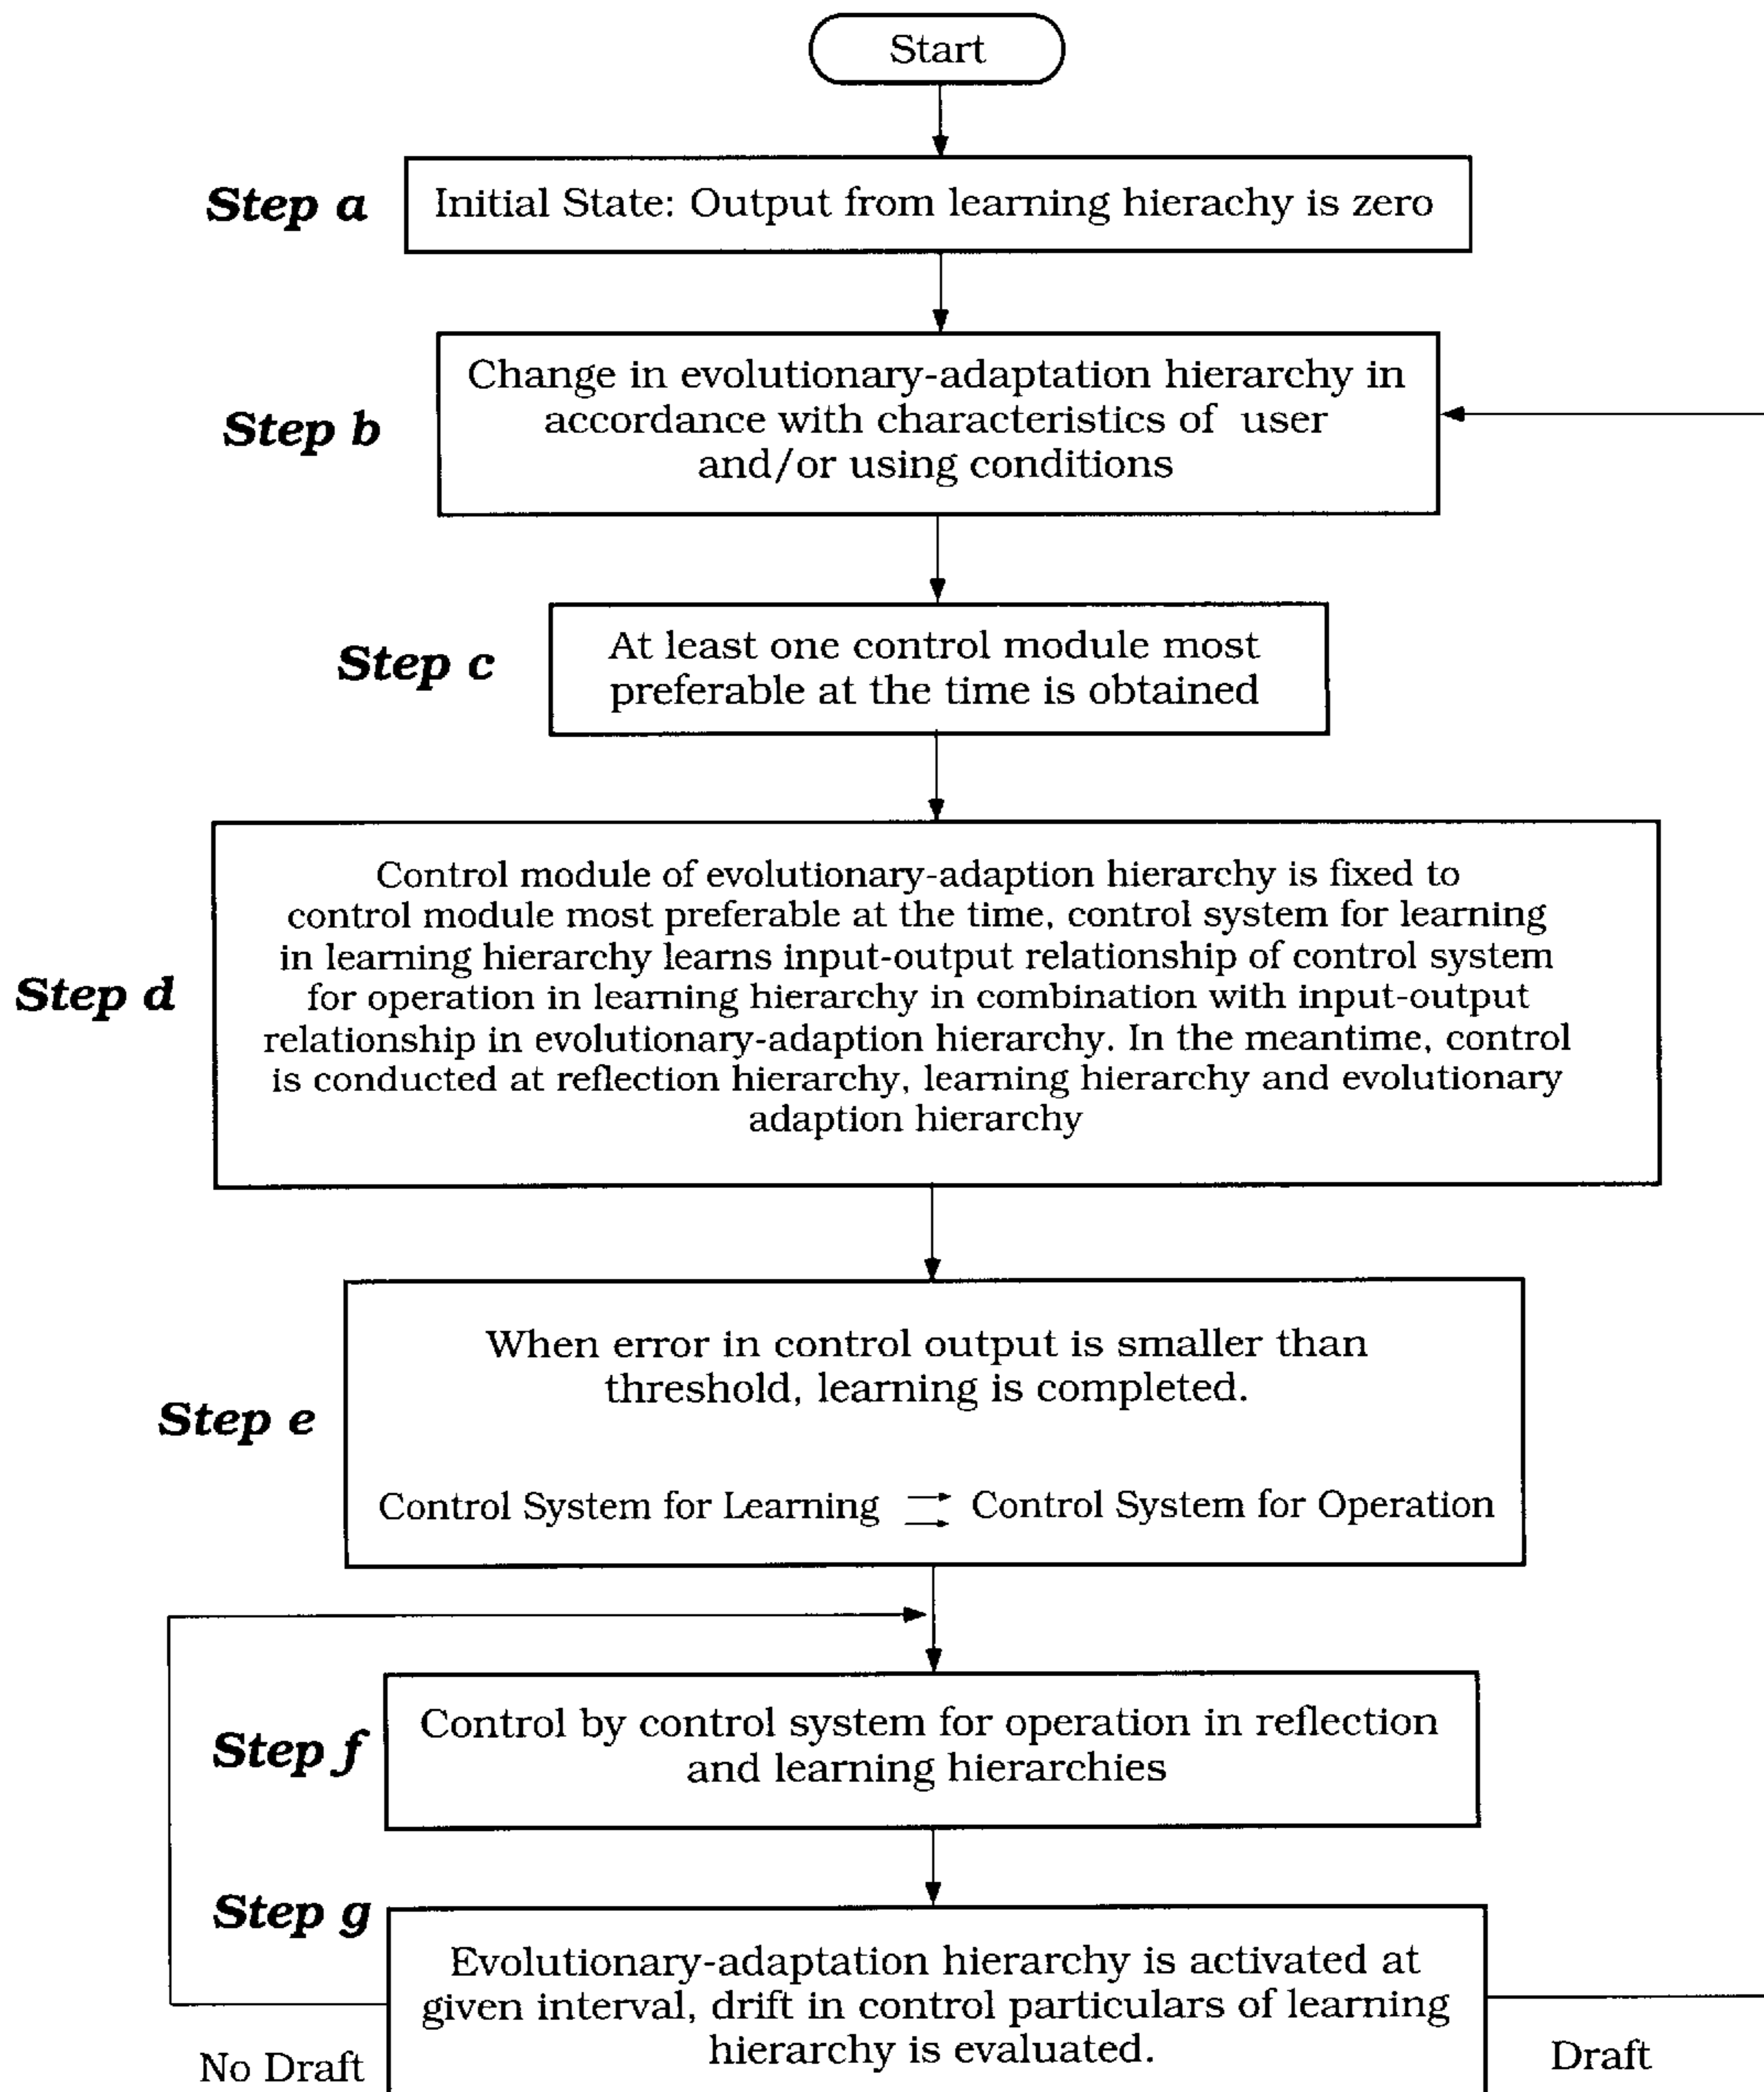 Start
Step a
Initial State: Output from learning hierachy is zero
Step b
Change in evolutionary-adaptation hierarchy in
accordance with characteristics of user
and/or using conditions
Step c
At least one control module most
preferable at the time is obtained
Step d
Control module of evolutionary-adaption hierarchy is fixed to
control module most preferable at the time, control system for learning
in learning hierarchy learns input-output relationship of control system
for operation in learning hierarchy in combination with input-output
relationship in evolutionary-adaption hierarchy. In the meantime, control
is conducted at reflection hierarchy, learning hierarchy and evolutionary
adaption hierarchy
Step e
When error in control output is smaller than
threshold, learning is completed.
Control System for Learning → → Control System for Operation
Step f
Control by control system for operation in reflection
and learning hierarchies
Step g
Evolutionary-adaptation hierarchy is activated at
given interval, drift in control particulars of learning
hierarchy is evaluated.
No Draft
Draft